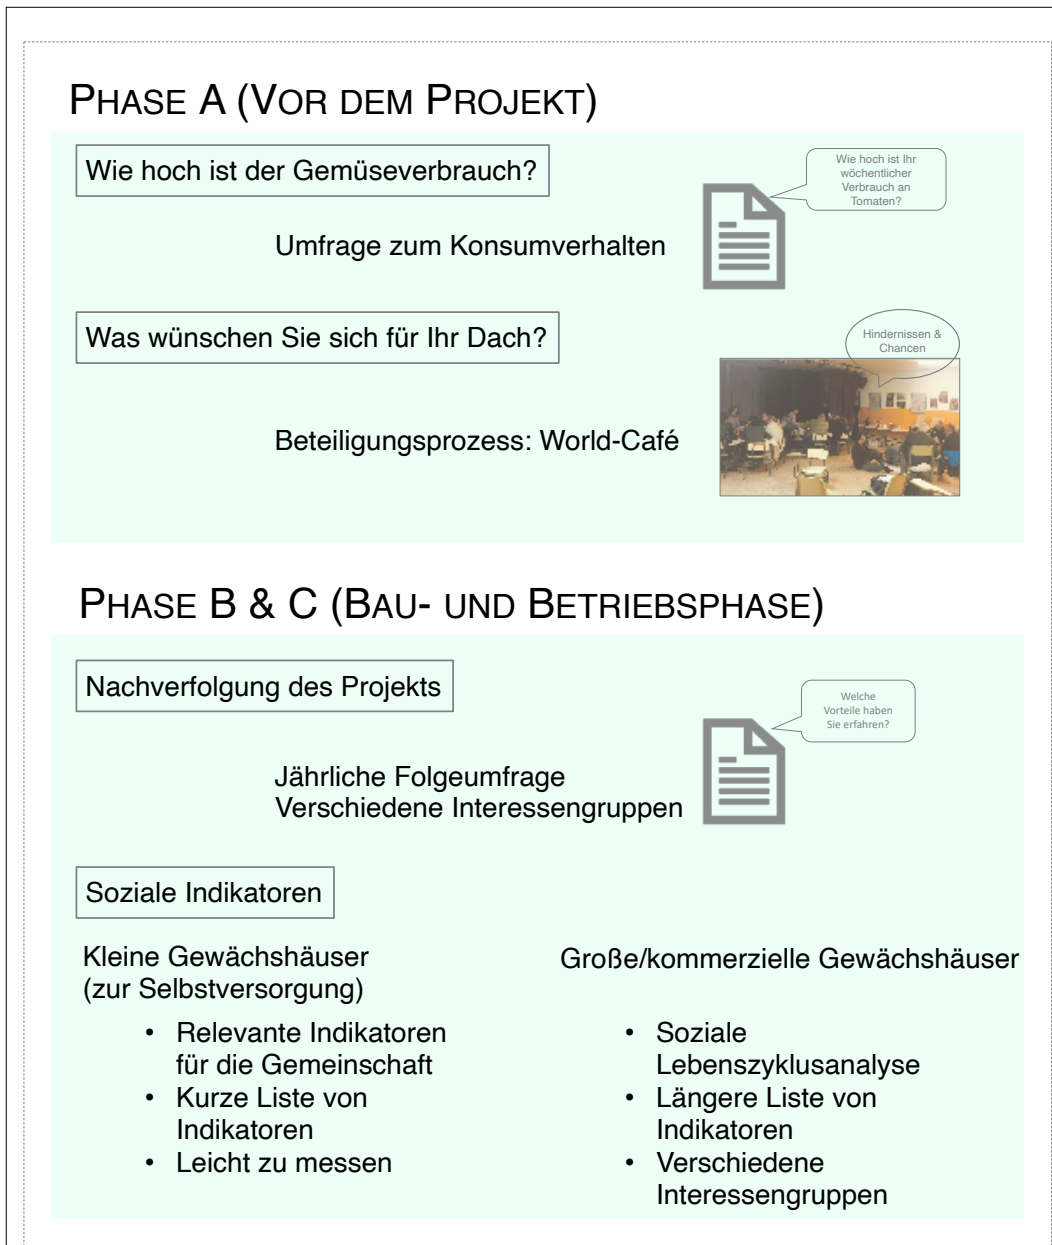 PHASE A (VOR DEM PROJEKT)
Wie hoch ist der Gemüseverbrauch?
Wie hoch ist Ihr
wöchentlicher
Verbrauch an
Tomaten?
Umfrage zum Konsumverhalten
Was wünschen Sie sich für Ihr Dach?
Hindernissen &
Chancen
Beteiligungsprozess: World-Café
PHASE B & C (BAU- UND BETRIEBSPHASE)
Nachverfolgung des Projekts
Welche
Vorteile haben
Sie erfahren?
Jährliche Folgeumfrage
Verschiedene Interessengruppen
Soziale Indikatoren
Kleine Gewächshäuser
(zur Selbstversorgung)
• Relevante Indikatoren
für die Gemeinschaft
• Kurze Liste von
Indikatoren
• Leicht zu messen
Große/kommerzielle Gewächshäuser
• Soziale
Lebenszyklusanalyse
• Längere Liste von
Indikatoren
• Verschiedene
Interessengruppen